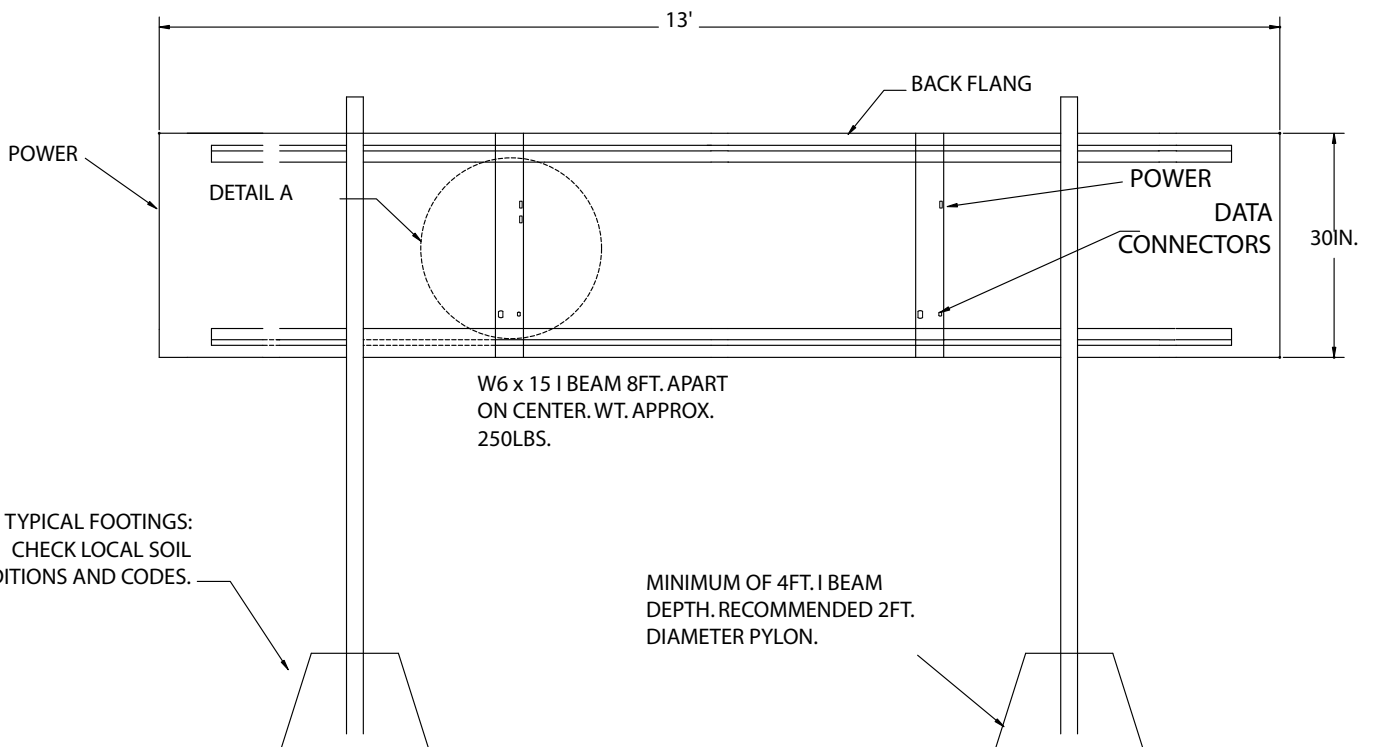 13'
BACK FLANG
POWER
DETAIL A
POWER
DATA
CONNECTORS
30IN.
W6 x 15 I BEAM 8FT. APART
ON CENTER. WT. APPROX.
250LBS.
TYPICAL FOOTINGS:
CHECK LOCAL SOIL
DITIONS AND CODES.
MINIMUM OF 4FT. I BEAM
DEPTH. RECOMMENDED 2FT.
DIAMETER PYLON.